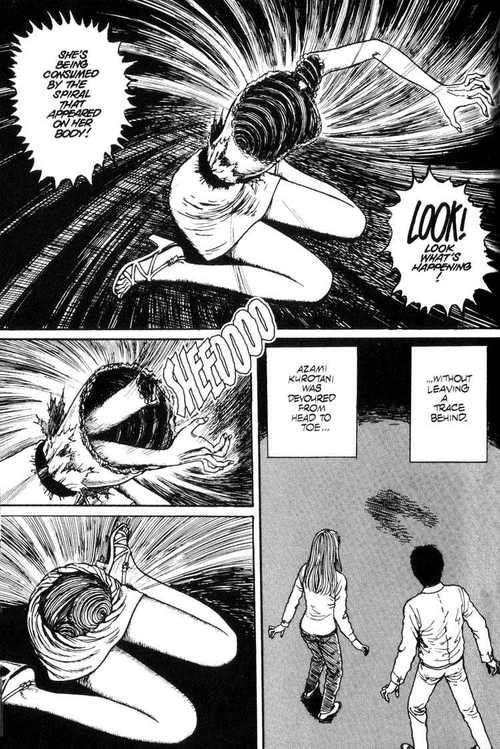 SHE'S
BEING
CONSUMED
BY THE
SPIRAL
THAT
APPEARED
ON HER
BODY!
LOOK!
LOOK
WHAT'S
HAPPENING
!
SHEEOOOO
AZAMI
KUROTANI
WAS
DEVOURED
FROM
HEAD TO
TOE...
...WITHOUT
LEAVING
A
TRACE
BEHIND.